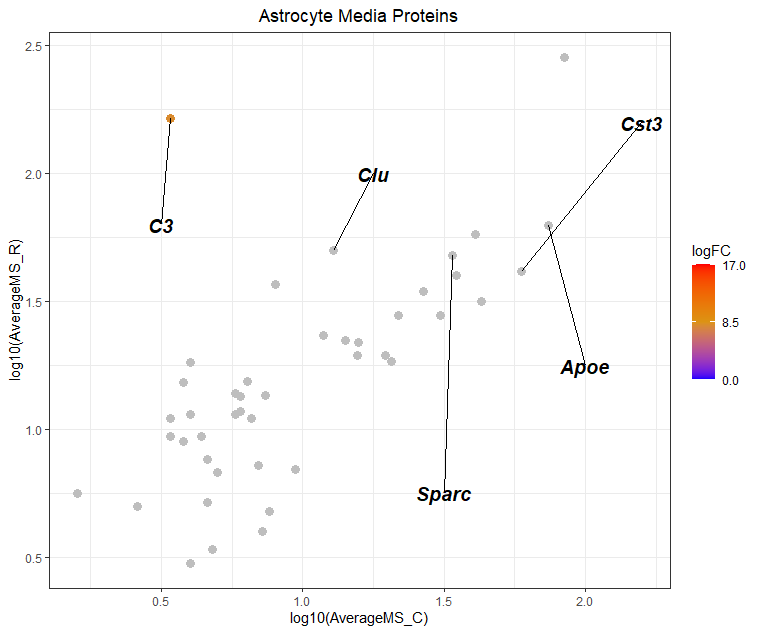 Astrocyte Media Proteins
log10(AverageMS_R)
2.5
2.0
1.5
1.0
0.5
C3
Clu
Cst3
Apoe
Sparc
0.5
1.0
1.5
2.0
log10(AverageMS_C)
logFC
17.0
8.5
0.0